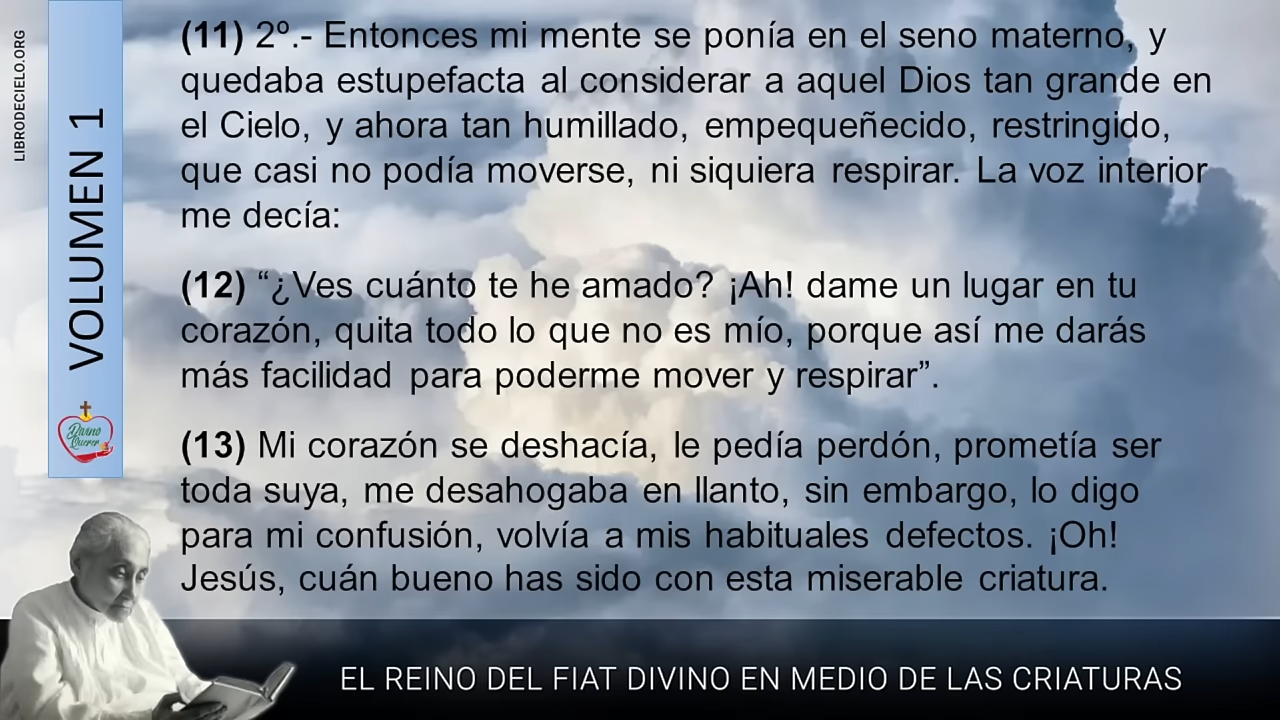 LIBRODECIELO.ORG
VOLUMEN 1
Divino
Querer
(11) 2º.- Entonces mi mente se ponía en el seno materno, y
quedaba estupefacta al considerar a aquel Dios tan grande en
el Cielo, y ahora tan humillado, empequeñecido, restringido,
que casi no podía moverse, ni siquiera respirar. La voz interior
me decía:
(12) “¿Ves cuánto te he amado? ¡Ah! dame un lugar en tu
corazón, quita todo lo que no es mío, porque así me darás
más facilidad para poderme mover y respirar”.
(13) Mi corazón se deshacía, le pedía perdón, prometía ser
toda suya, me desahogaba en llanto, sin embargo, lo digo
para mi confusión, volvía a mis habituales defectos. ¡Oh!
Jesús, cuán bueno has sido con esta miserable criatura.
EL REINO DEL FIAT DIVINO EN MEDIO DE LAS CRIATURAS